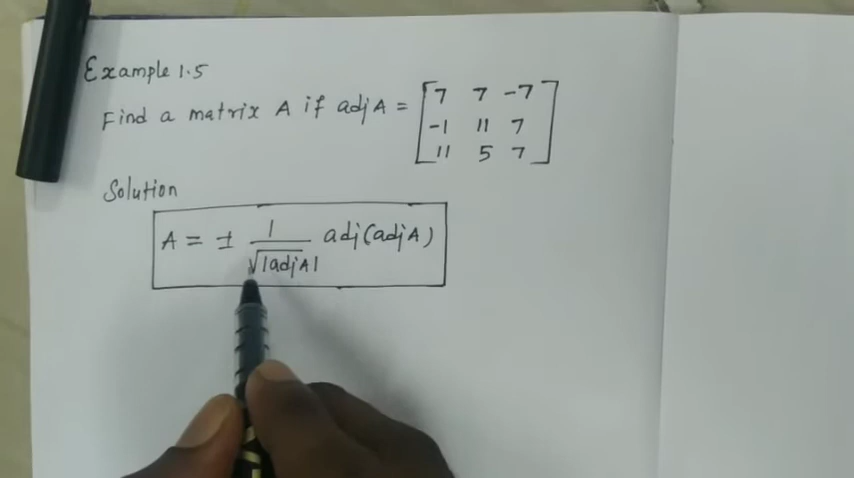 Example 1.5
Find a matrix A if adj A = [7 7 -7
-1 11 7
11 5 7]
Solution
A = ± 1/√|adj A| adj(adj A)